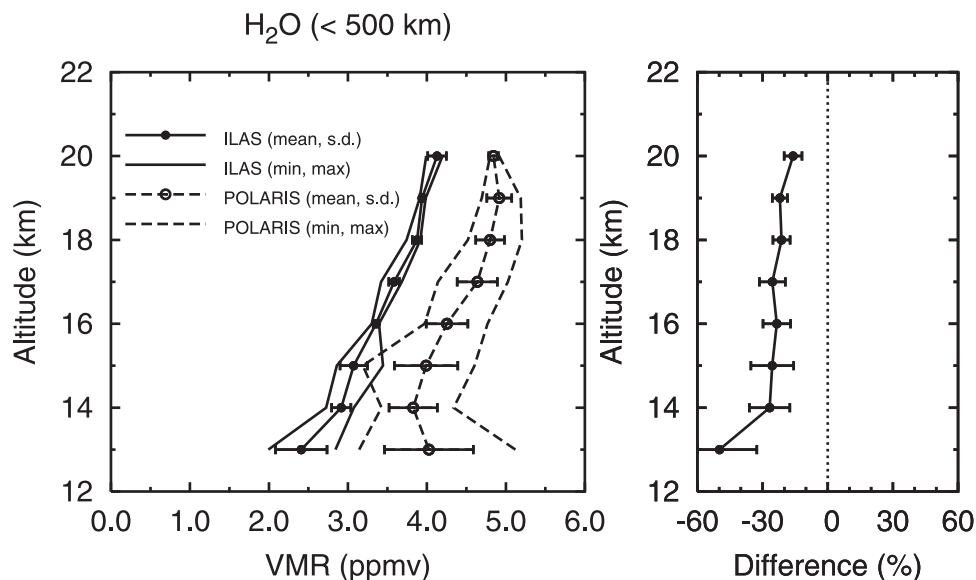 H₂O (< 500 km)
22
20
18
16
14
12
Altitude (km)
ILAS (mean, s.d.)
ILAS (min, max)
POLARIS (mean, s.d.)
POLARIS (min, max)
0.0 1.0 2.0 3.0 4.0 5.0 6.0
VMR (ppmv)
22
20
18
16
14
12
Altitude (km)
-60 -30 0 30 60
Difference (%)